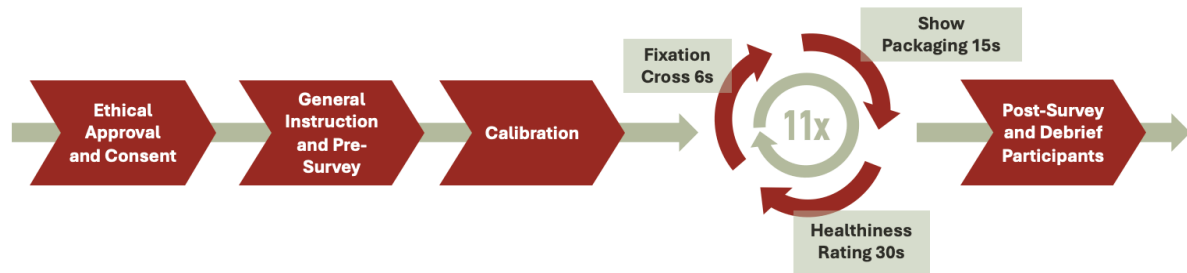 Ethical
Approval
and Consent
General
Instruction
and Pre-
Survey
Calibration
Fixation
Cross 6s
Show
Packaging 15s
11x
Healthiness
Rating 30s
Post-Survey
and Debrief
Participants